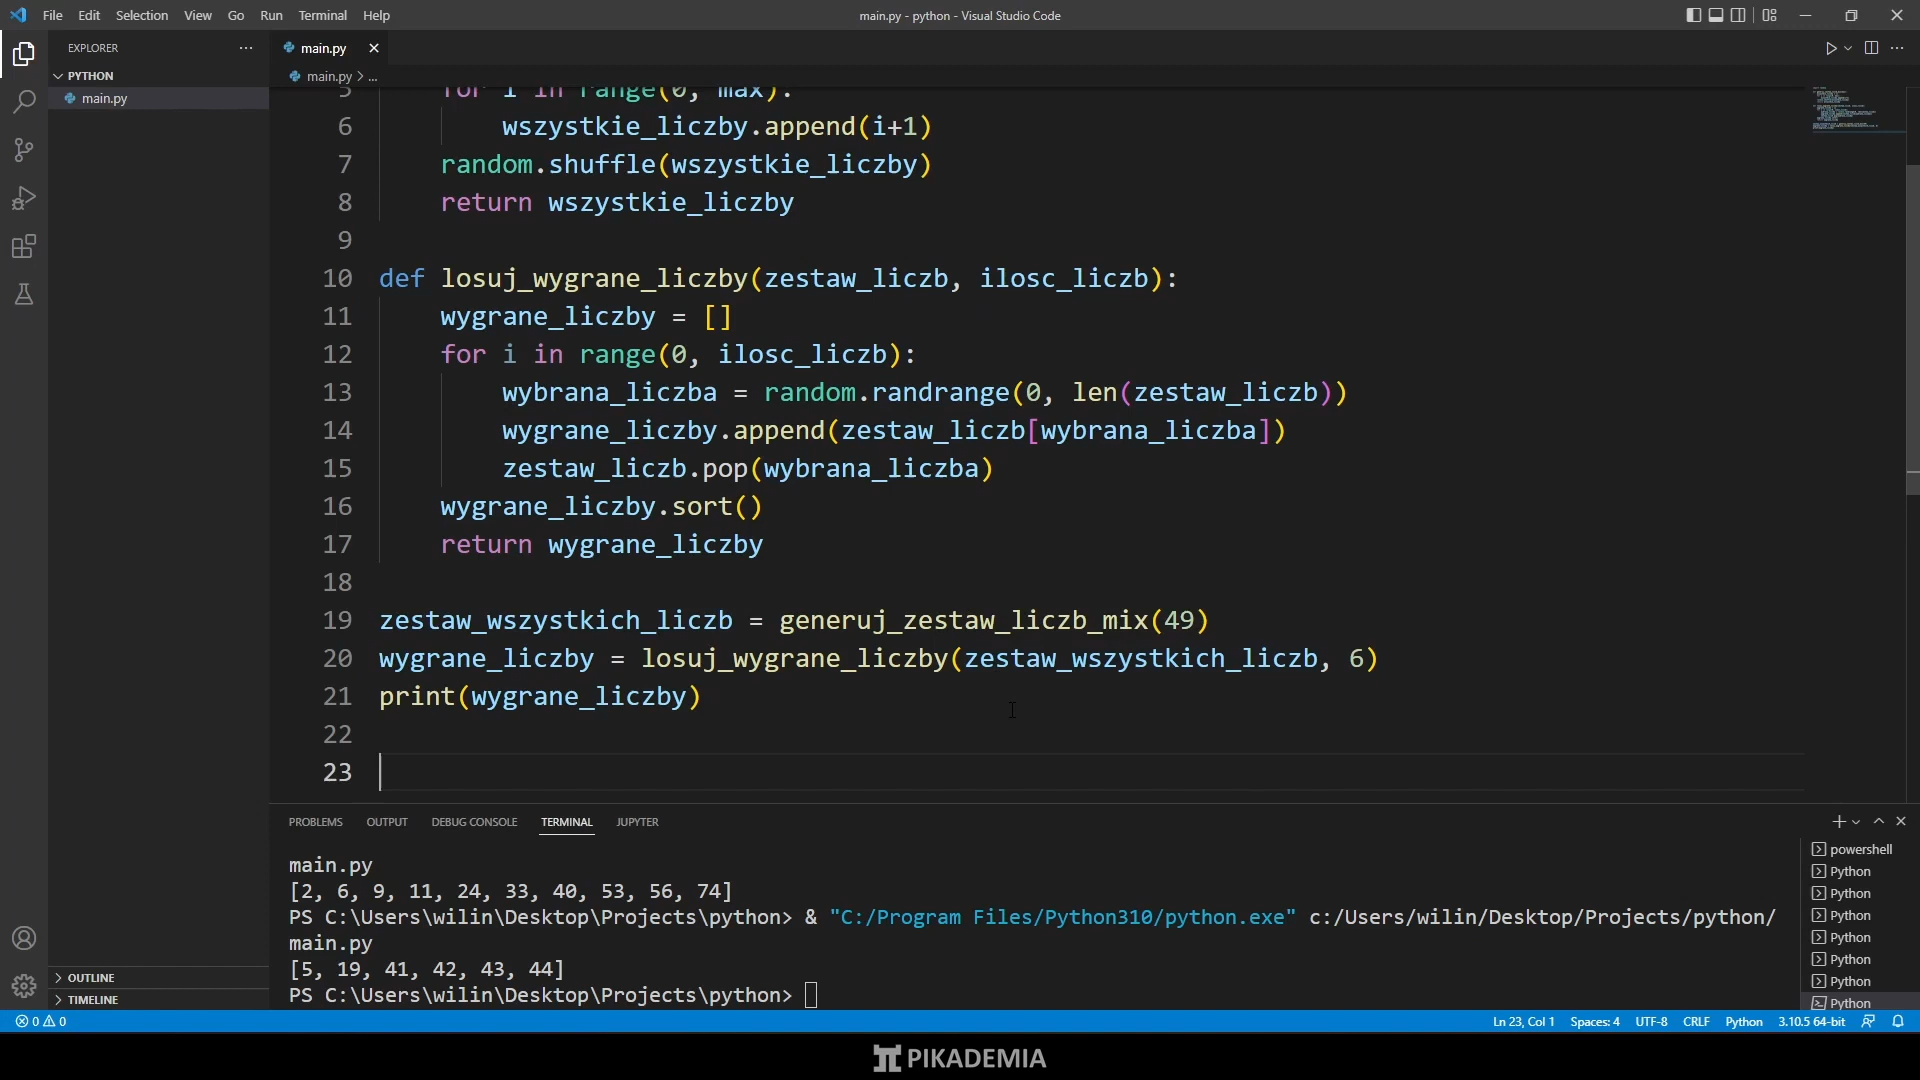 File Edit Selection View Go Run Terminal Help
main.py - python - Visual Studio Code
EXPLORER
PYTHON
main.py
main.py
main.py > ...
5 for i in range(0, max):
6 wszystkie_liczby.append(i+1)
7 random.shuffle(wszystkie_liczby)
8 return wszystkie_liczby
9
10 def losuj_wygrane_liczby(zestaw_liczb, ilosc_liczb):
11 wygrane_liczby = []
12 for i in range(0, ilosc_liczb):
13 wybrana_liczba = random.randrange(0, len(zestaw_liczb))
14 wygrane_liczby.append(zestaw_liczb[wybrana_liczba])
15 zestaw_liczb.pop(wybrana_liczba)
16 wygrane_liczby.sort()
17 return wygrane_liczby
18
19 zestaw_wszystkich_liczb = generuj_zestaw_liczb_mix(49)
20 wygrane_liczby = losuj_wygrane_liczby(zestaw_wszystkich_liczb, 6)
21 print(wygrane_liczby)
22
23
PROBLEMS OUTPUT DEBUG CONSOLE TERMINAL JUPYTER
main.py
[2, 6, 9, 11, 24, 33, 40, 53, 56, 74]
PS C:\Users\wilin\Desktop\Projects\python> & "C:/Program Files/Python310/python.exe" c:/Users/wilin/Desktop/Projects/python/
main.py
[5, 19, 41, 42, 43, 44]
PS C:\Users\wilin\Desktop\Projects\python>
powershell
Python
Python
Python
Python
Python
Python
Python
OUTLINE
TIMELINE
0 0
Ln 23, Col 1 Spaces: 4 UTF-8 CRLF Python 3.10.5 64-bit
PIKADEMIA